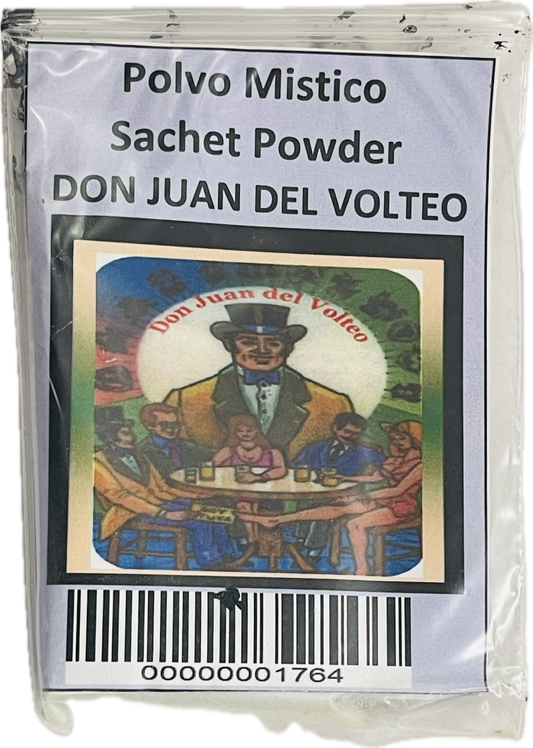 Polvo Mistico
Sachet Powder
DON JUAN DEL VOLTEO
Don Juan del Volteo
00000001764